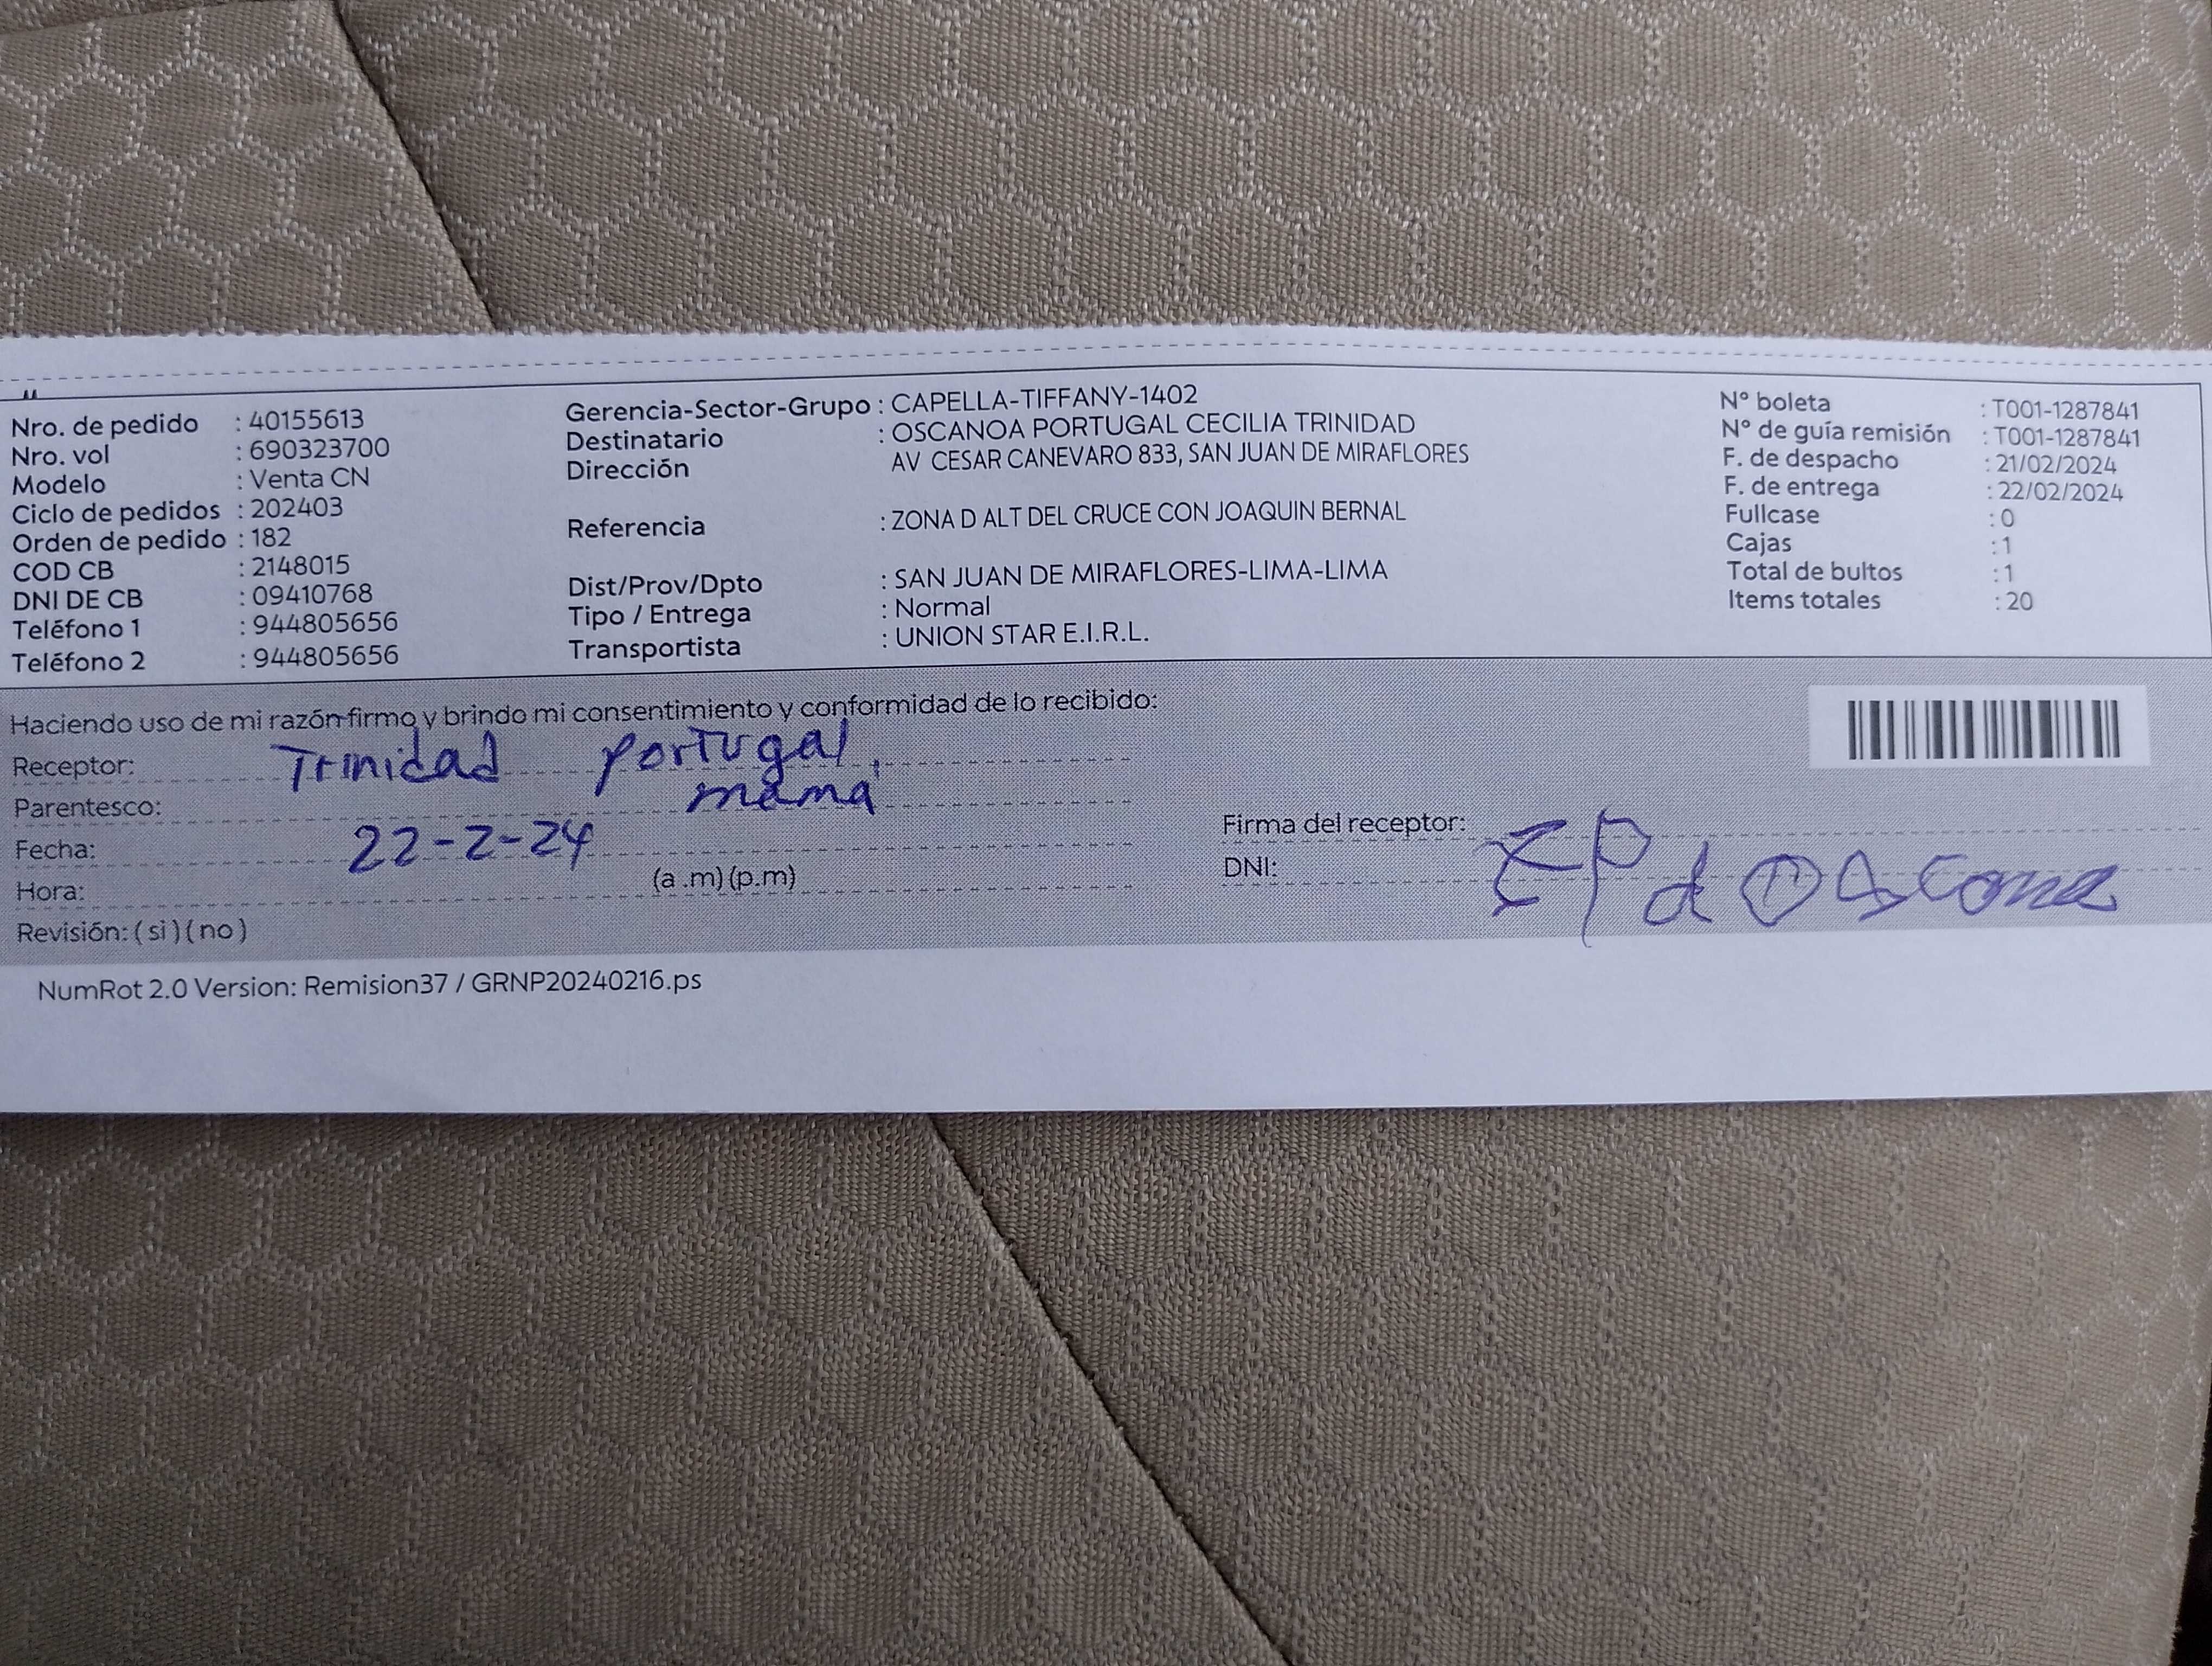 Nro. de pedido : 40155613
Nro. vol : 690323700
Modelo : Venta CN
Ciclo de pedidos : 202403
Orden de pedido : 182
COD CB : 2148015
DNI DE CB : 09410768
Teléfono 1 : 944805656
Teléfono 2 : 944805656
Gerencia-Sector-Grupo : CAPELLA-TIFFANY-1402
Destinatario : OSCANOA PORTUGAL CECILIA TRINIDAD
Dirección AV CESAR CANEVARO 833, SAN JUAN DE MIRAFLORES
Referencia : ZONA D ALT DEL CRUCE CON JOAQUIN BERNAL
Dist/Prov/Dpto : SAN JUAN DE MIRAFLORES-LIMA-LIMA
Tipo / Entrega : Normal
Transportista : UNION STAR E.I.R.L.
N° boleta : T001-1287841
N° de guía remisión : T001-1287841
F. de despacho : 21/02/2024
F. de entrega : 22/02/2024
Fullcase : 0
Cajas : 1
Total de bultos : 1
Items totales : 20
Haciendo uso de mi razón firmo y brindo mi consentimiento y conformidad de lo recibido:
Receptor: Trinidad Portugal
Parentesco: mamá
Fecha: 22-2-24
Hora: (a .m) (p.m)
Revisión: ( si ) ( no )
Firma del receptor:
DNI:
NumRot 2.0 Version: Remision37 / GRNP20240216.ps